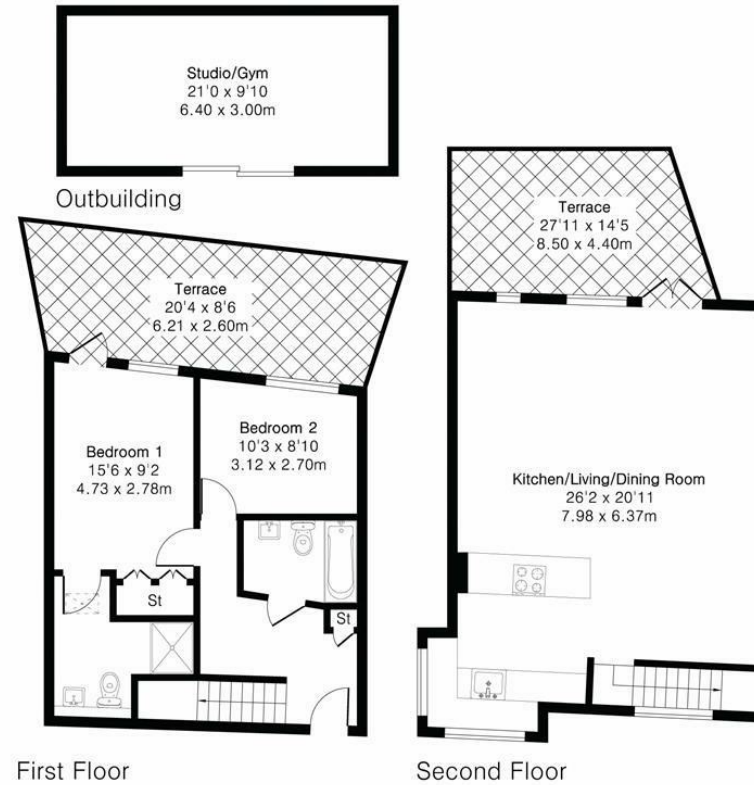 Studio/Gym
21'0 x 9'10
6.40 x 3.00m
Outbuilding
Terrace
20'4 x 8'6
6.21 x 2.60m
Bedroom 1
15'6 x 9'2
4.73 x 2.78m
Bedroom 2
10'3 x 8'10
3.12 x 2.70m
St
St
First Floor
Terrace
27'11 x 14'5
8.50 x 4.40m
Kitchen/Living/Dining Room
26'2 x 20'11
7.98 x 6.37m
Second Floor